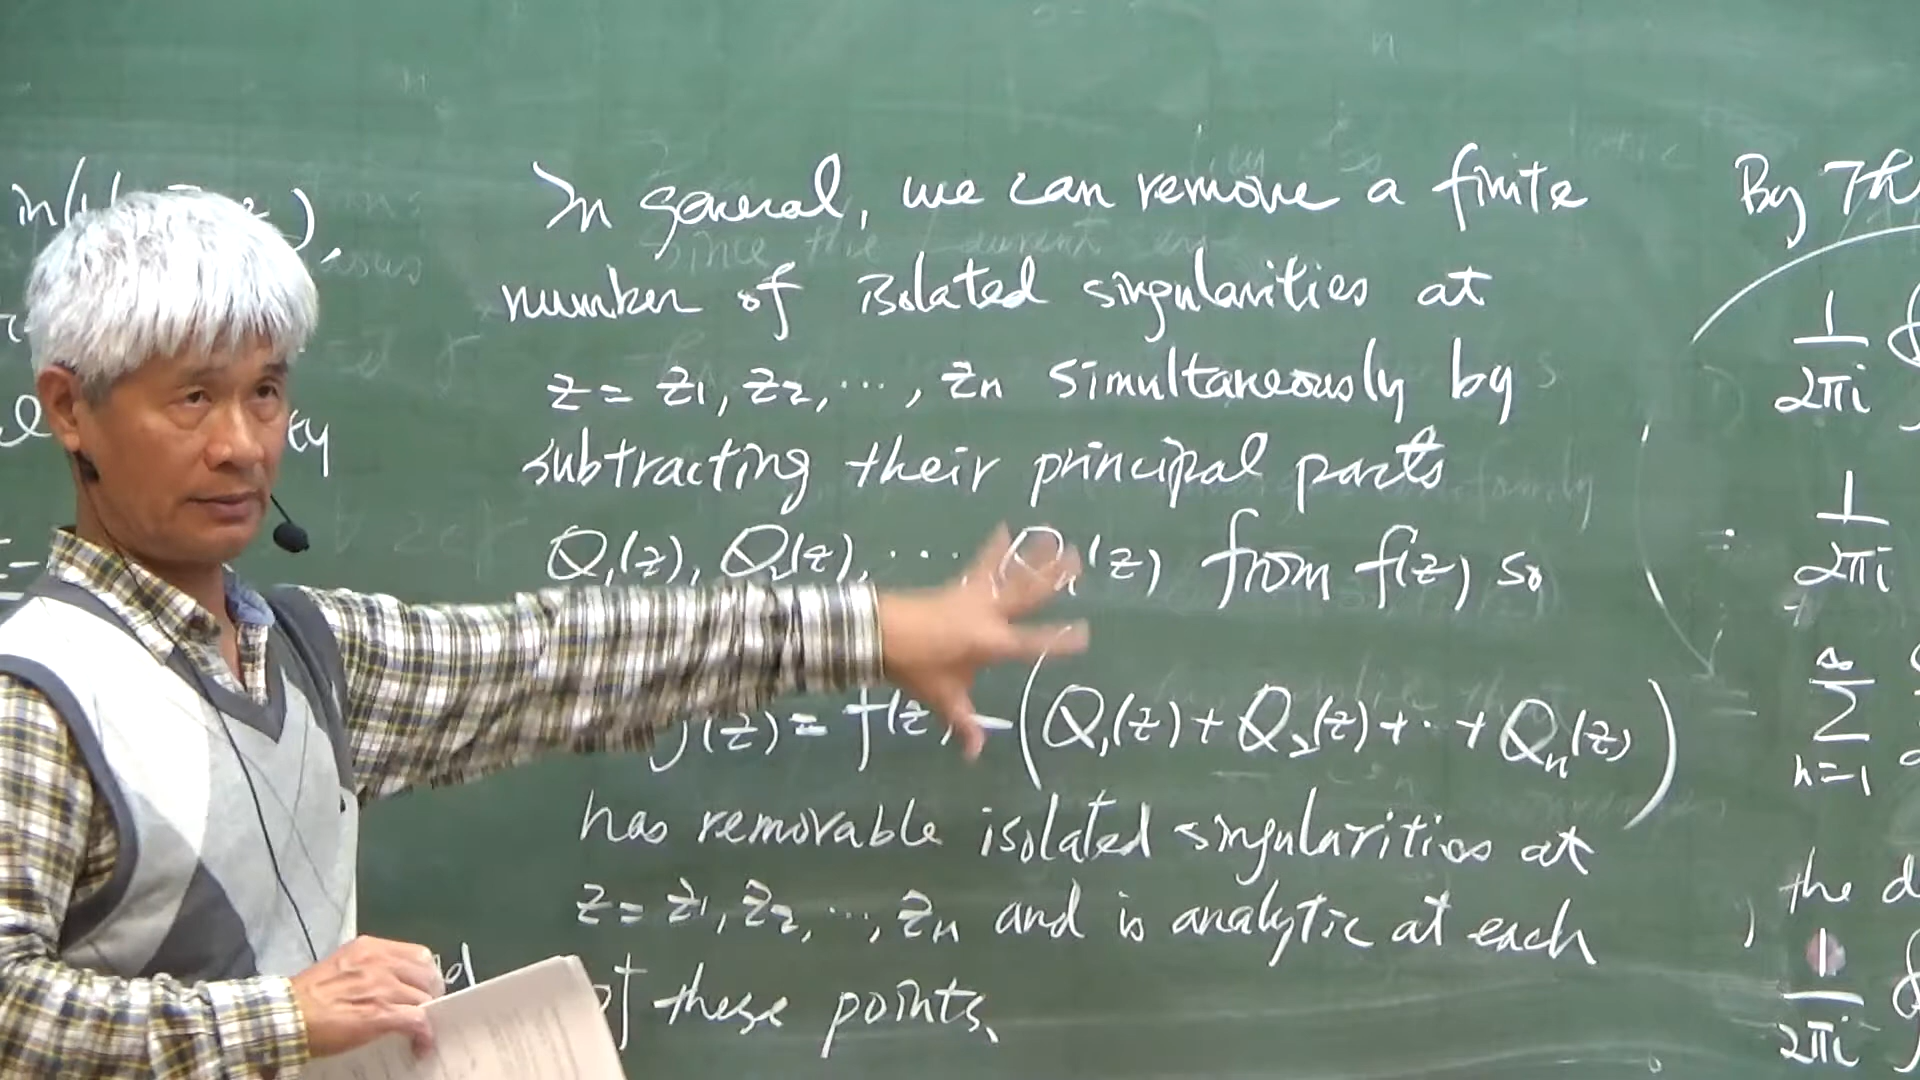 In general, we can remove a finite
number of isolated singularities at
z = z1, z2, ..., zn simultaneously by
subtracting their principal parts
Q1(z), Q2(z), ..., Qn(z) from f(z) so
g(z) = f(z) - (Q1(z) + Q2(z) + ... + Qn(z))
has removable isolated singularities at
z = z1, z2, ..., zn and is analytic at each
of these points.
By Th
1/2πi
= 1/2πi
= ∞ Σ n=1
the d
1/2πi